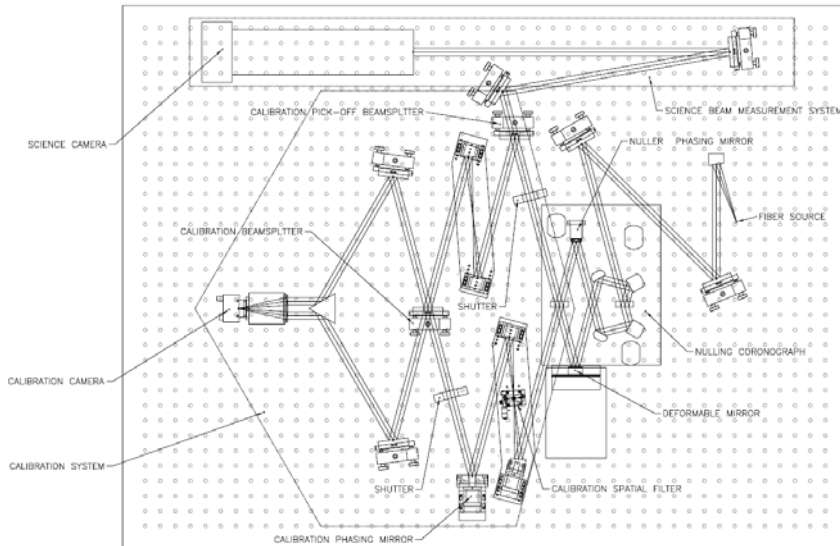 CALIBRATION PICK-OFF BEAMSPLTTER
SCIENCE BEAM MEASUREMENT SYSTEM
SCIENCE CAMERA
NULLER PHASING MIRROR
FIBER SOURCE
CALIBRATION BEAMSPLTTER
SHUTTER
NULLING CORONOGRAPH
CALIBRATION CAMERA
DEFORMABLE MIRROR
CALIBRATION SYSTEM
SHUTTER
CALIBRATION SPATIAL FILTER
CALIBRATION PHASING MIRROR